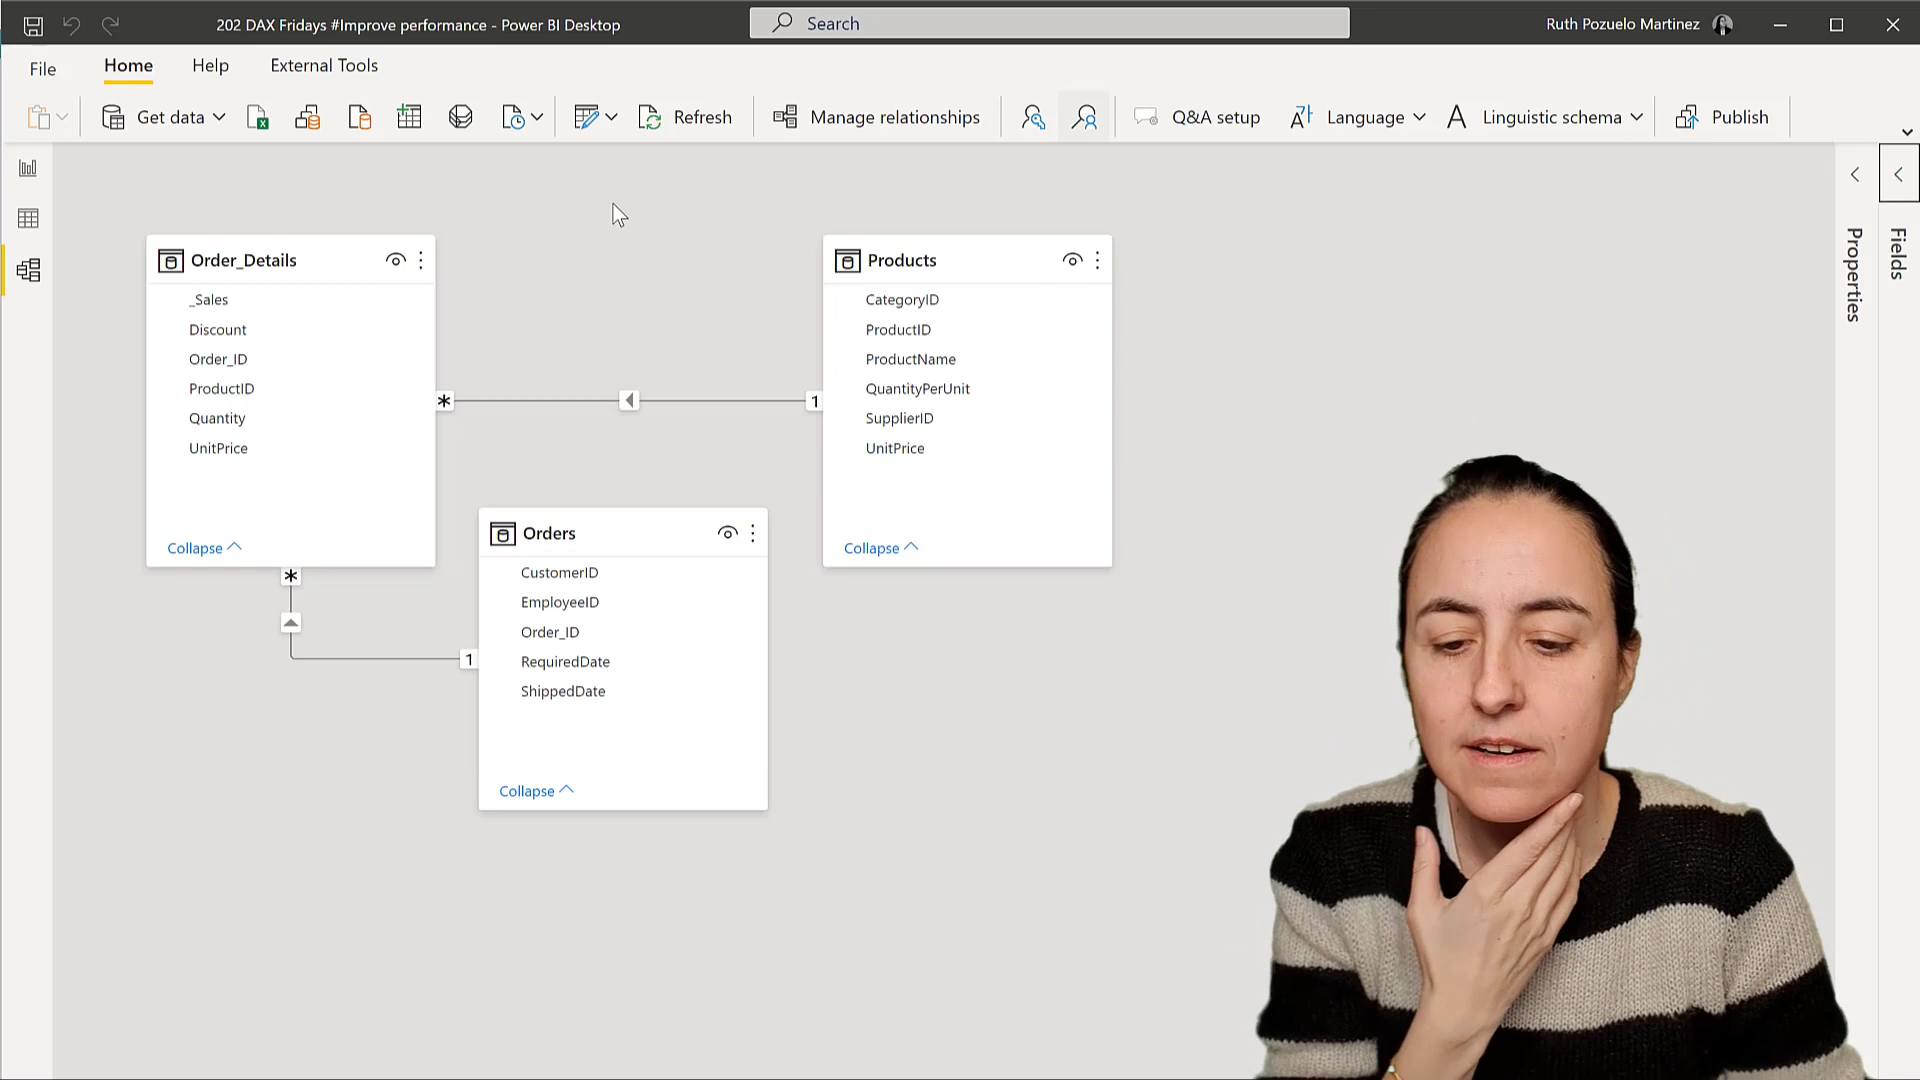 202 DAX Fridays #Improve performance - Power BI Desktop
Search
Ruth Pozuelo Martinez
File
Home
Help
External Tools
Get data
Refresh
Manage relationships
Q&A setup
Language
Linguistic schema
Publish
Order_Details
_Sales
Discount
Order_ID
ProductID
Quantity
UnitPrice
Collapse
*
1
Products
CategoryID
ProductID
ProductName
QuantityPerUnit
SupplierID
UnitPrice
Collapse
*
1
Orders
CustomerID
EmployeeID
Order_ID
RequiredDate
ShippedDate
Collapse
Properties
Fields